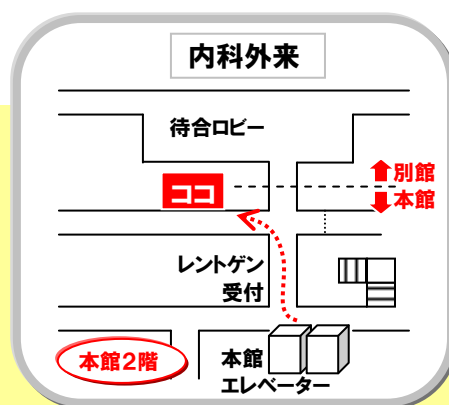 内科外来
待合ロビー
別館
ココ
本館
レントゲン
受付
本館2階
本館
エレベーター